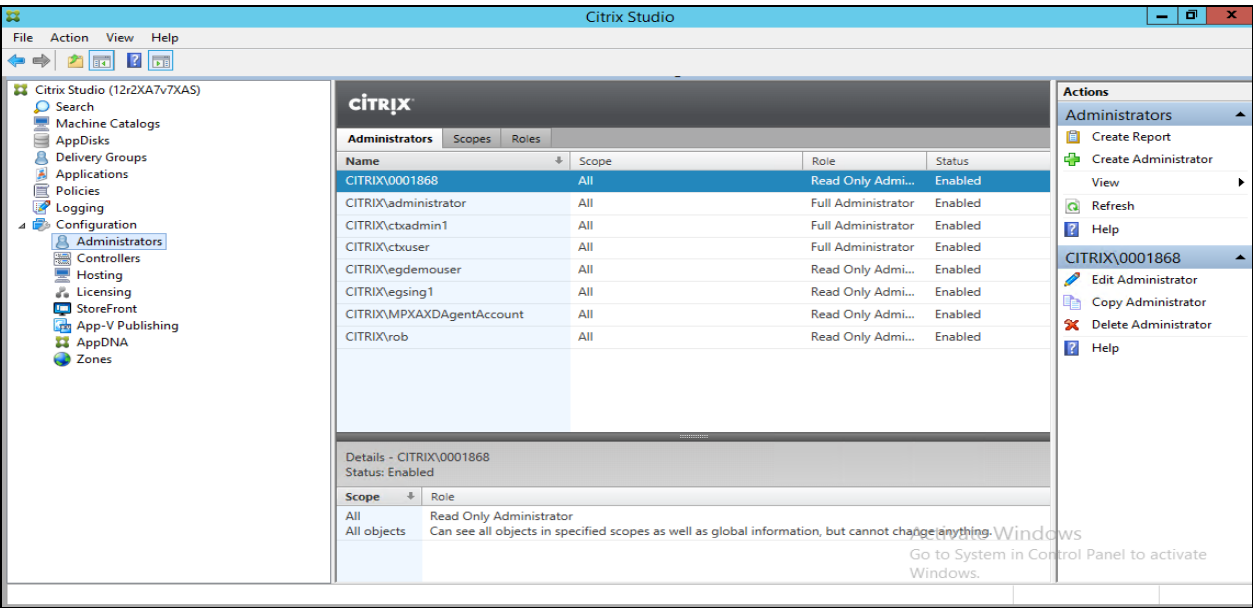 Citrix Studio
File Action View Help
Citrix Studio (12r2XA7v7XAS)
Search
Machine Catalogs
AppDisks
Delivery Groups
Applications
Policies
Logging
Configuration
Administrators
Controllers
Hosting
Licensing
StoreFront
App-V Publishing
AppDNA
Zones
CITRIX
Administrators Scopes Roles
Name Scope Role Status
CITRIX\0001868 All Read Only Admi... Enabled
CITRIX\administrator All Full Administrator Enabled
CITRIX\ctxadmin1 All Full Administrator Enabled
CITRIX\ctxuser All Full Administrator Enabled
CITRIX\egdemouser All Read Only Admi... Enabled
CITRIX\egsing1 All Read Only Admi... Enabled
CITRIX\MPXAXDAgentAccount All Read Only Admi... Enabled
CITRIX\rob All Read Only Admi... Enabled
Details - CITRIX\0001868
Status: Enabled
Scope Role
All Read Only Administrator
All objects Can see all objects in specified scopes as well as global information, but cannot change anything.
Actions
Administrators
Create Report
Create Administrator
View
Refresh
Help
CITRIX\0001868
Edit Administrator
Copy Administrator
Delete Administrator
Help
Activate Windows
Go to System in Control Panel to activate
Windows.